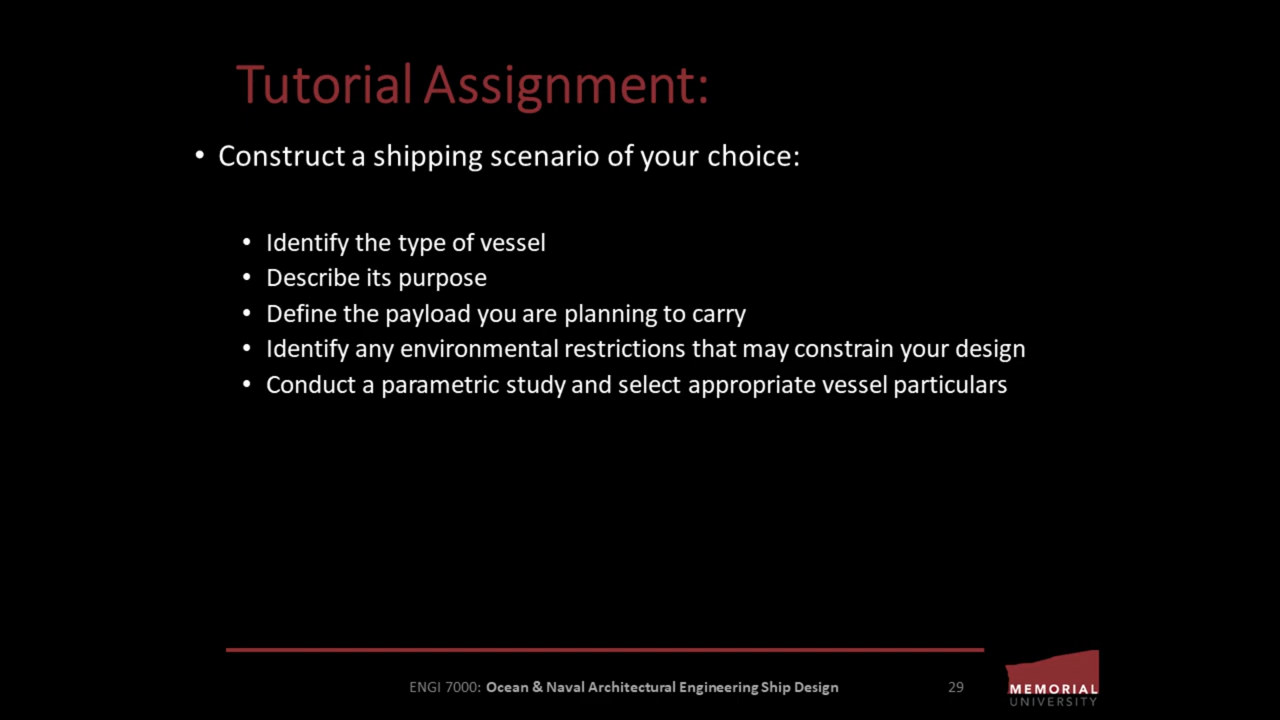 Tutorial Assignment:
• Construct a shipping scenario of your choice:
• Identify the type of vessel
• Describe its purpose
• Define the payload you are planning to carry
• Identify any environmental restrictions that may constrain your design
• Conduct a parametric study and select appropriate vessel particulars
ENGI 7000: Ocean & Naval Architectural Engineering Ship Design
29
MEMORIAL
UNIVERSITY